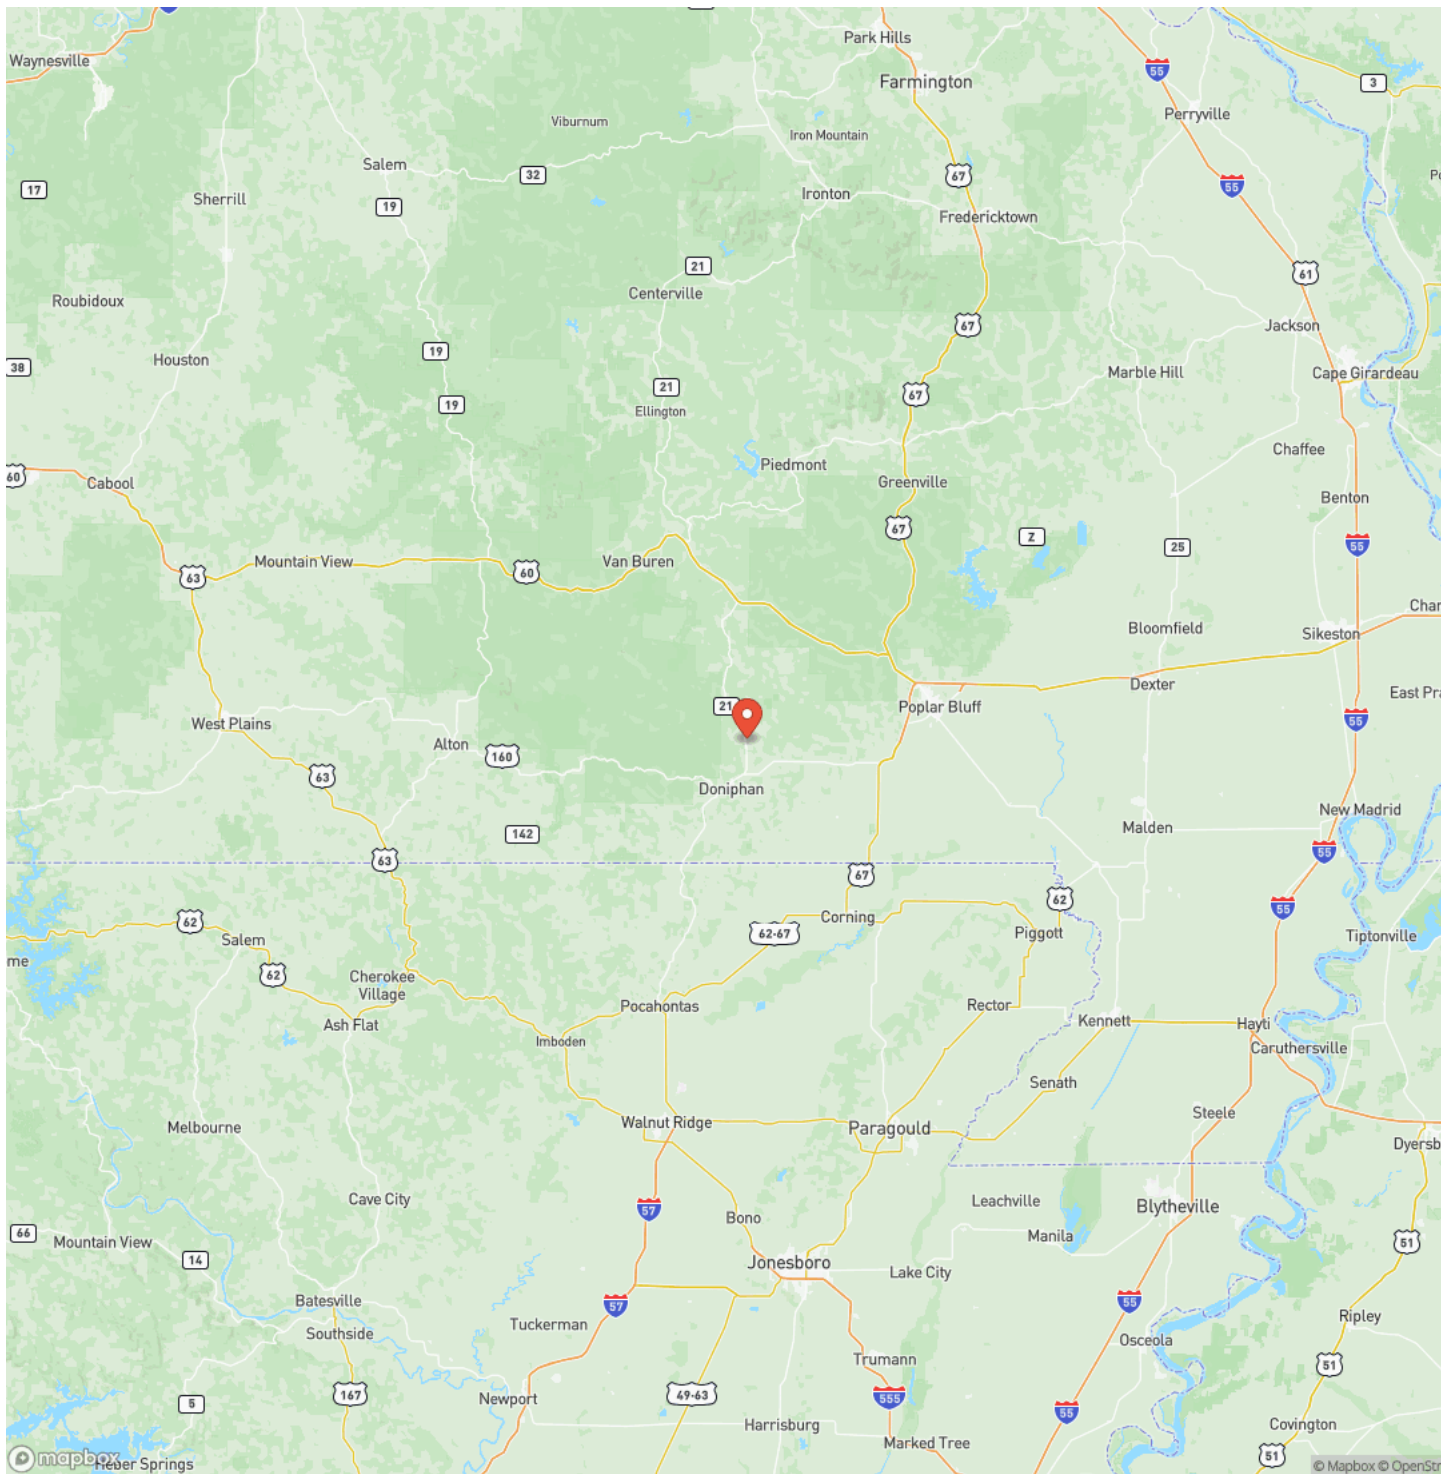 55
Park Hills
Waynesville
Farmington
3
Perryville
Viburnum
Iron Mountain
Salem
32
67
17
55
Sherrill
19
Ironton
Fredericktown
21
61
Centerville
Roubidoux
67
Jackson
Houston
19
38
Marble Hill
Cape Girardeau
21
67
19
Ellington
Chaffee
Piedmont
60
Cabool
Greenville
Benton
67
Z
25
55
Mountain View
Van Buren
60
63
Char
Bloomfield
Sikeston
Dexter
East Pra
21
Poplar Bluff
55
West Plains
Alton
160
63
Doniphan
New Madrid
142
Malden
55
63
67
62
55
62
Corning
62-67
Piggott
Tiptonville
Salem
me
62
Cherokee
Village
Pocahontas
Rector
Ash Flat
Kennett
Hayti
Imboden
Caruthersville
Senath
Steele
Walnut Ridge
Melbourne
Paragould
Dyersb
Cave City
Leachville
57
Blytheville
Bono
66
Manila
51
Mountain View
14
Jonesboro
Lake City
Batesville
55
57
Ripley
Tuckerman
Southside
Osceola
Trumann
51
167
49-63
Newport
555
5
55
Harrisburg
Covington
Marked Tree
51
mapbox
Heber Springs
© Mapbox © OpenStr